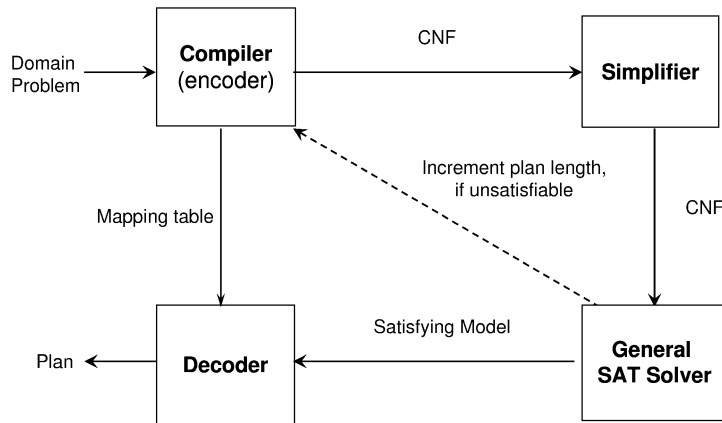 CNF
Compiler
(encoder)
Domain
Problem
Simplifier
Increment plan length,
if unsatisfiable
Mapping table
CNF
Satisfying Model
General
SAT Solver
Plan
Decoder